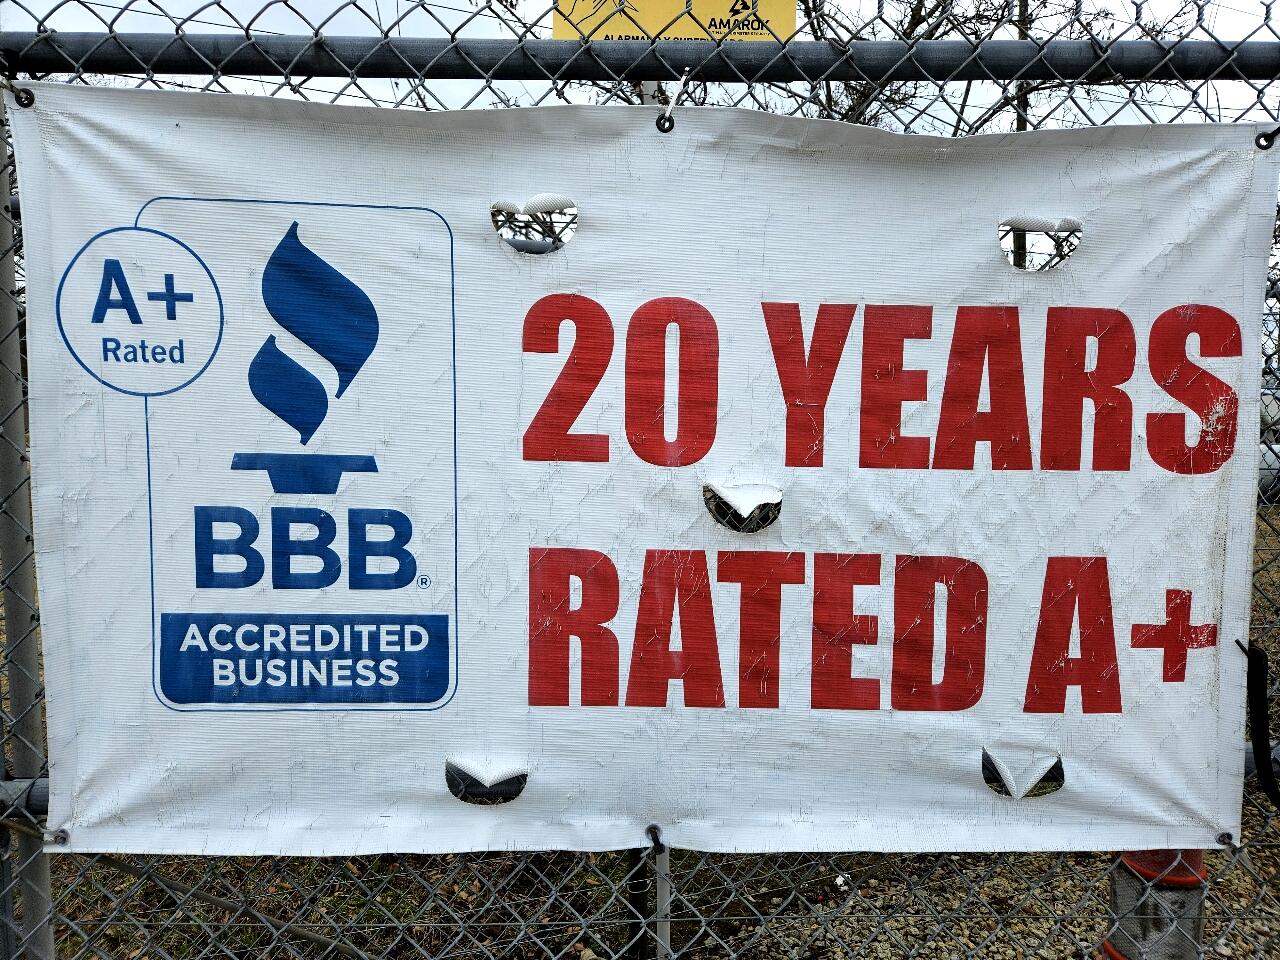 AMAROK
A+
Rated
BBB®
ACCREDITED
BUSINESS
20 YEARS
RATED A+